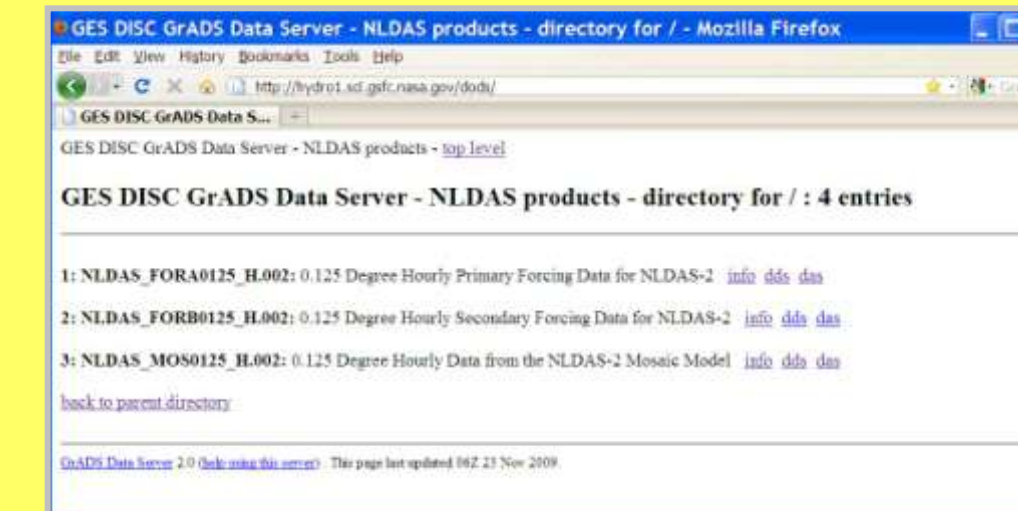 GES DISC GrADS Data Server - NLDAS products - directory for / - Mozilla Firefox
File Edit View History Bookmarks Tools Help
http://hydro1.sci.gsfc.nasa.gov/dods/
GES DISC GrADS Data S...
GES DISC GrADS Data Server - NLDAS products - top level
GES DISC GrADS Data Server - NLDAS products - directory for / : 4 entries
1: NLDAS_FORA0125_H.002: 0.125 Degree Hourly Primary Forcing Data for NLDAS-2 info dds das
2: NLDAS_FORB0125_H.002: 0.125 Degree Hourly Secondary Forcing Data for NLDAS-2 info dds das
3: NLDAS_MOS0125_H.002: 0.125 Degree Hourly Data from the NLDAS-2 Mosaic Model info dds das
back to parent directory
GrADS Data Server 2.0 (help using this server) . This page last updated 06Z 23 Nov 2009.